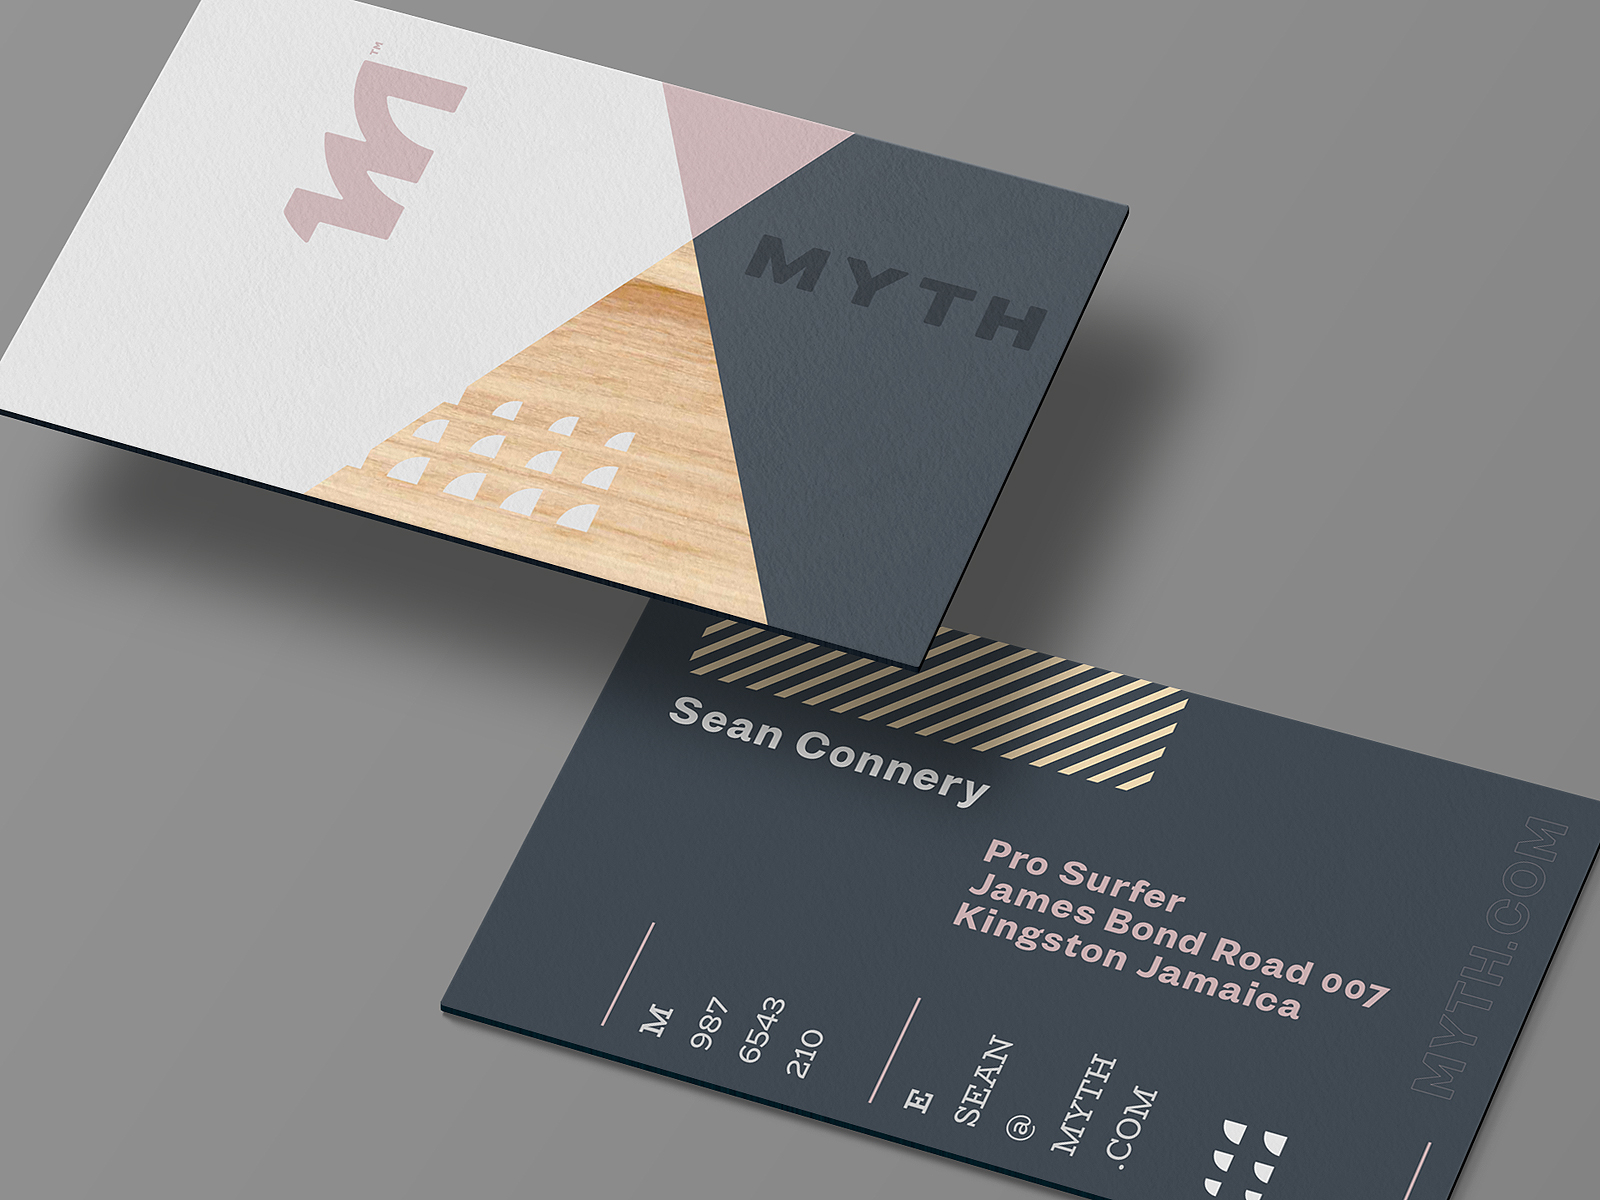 TM
MYTH
Sean Connery
Pro Surfer
James Bond Road 007
Kingston Jamaica
M
987
6543
210
E
SEAN
@
MYTH
.COM
MYTH.COM